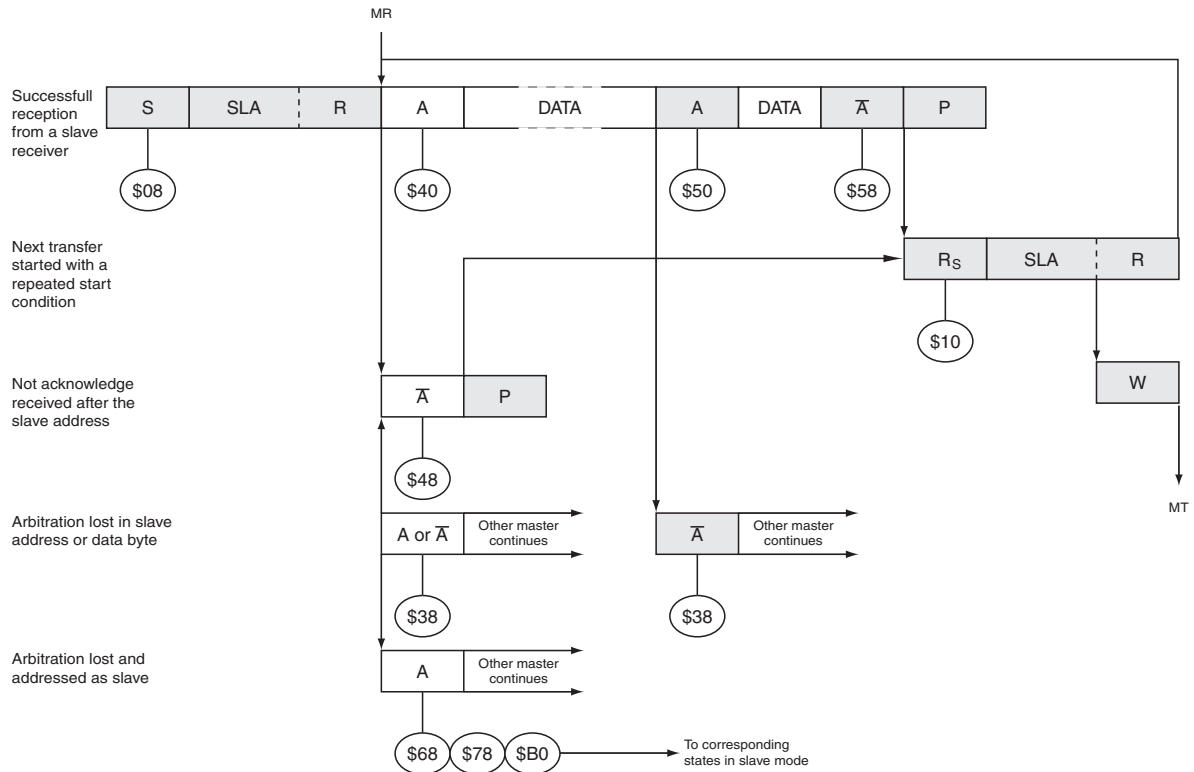 MR
Successfull
reception
from a slave
receiver
S SLA R A DATA A DATA A̅ P
$08 $40 $50 $58
Next transfer
started with a
repeated start
condition
RS SLA R
$10
Not acknowledge
received after the
slave address
A̅ P
W
$48
MT
Arbitration lost in slave
address or data byte
A or A̅
Other master
continues
A̅
Other master
continues
$38 $38
Arbitration lost and
addressed as slave
A
Other master
continues
$68 $78 $B0
To corresponding
states in slave mode